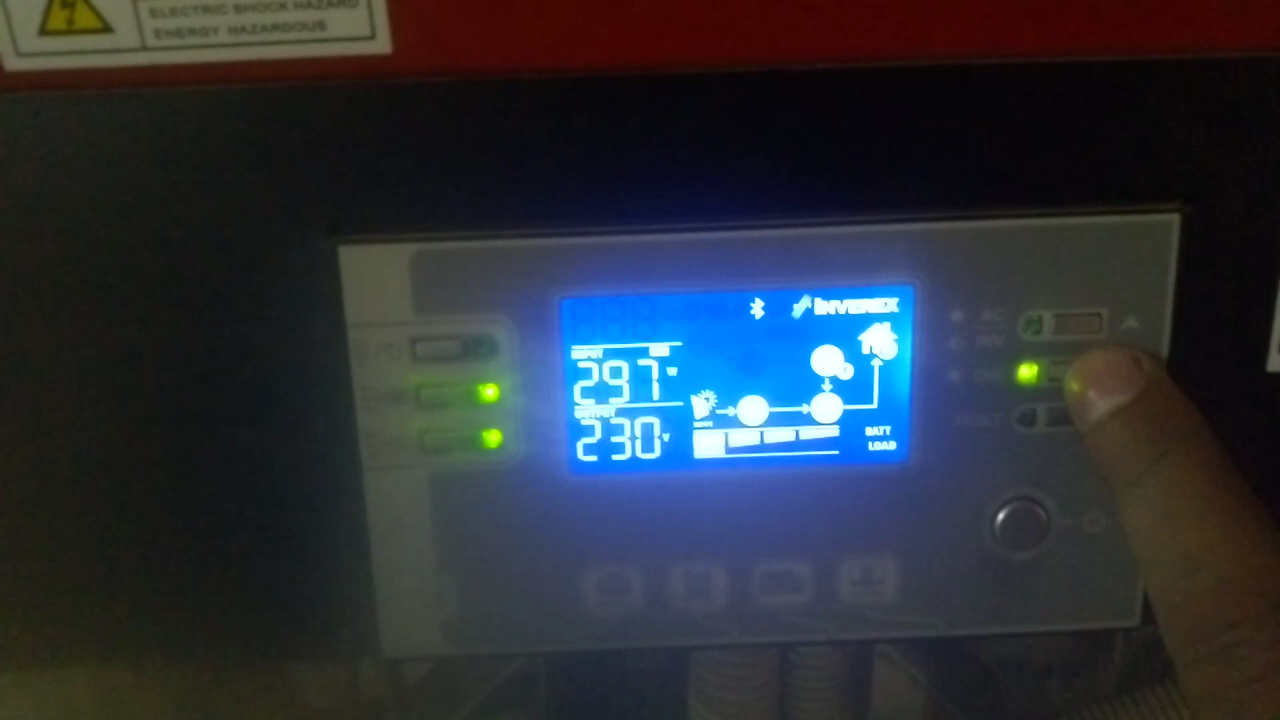 ELECTRIC SHOCK HAZARD
ENERGY HAZARDOUS
INVEREX
INPUT
297 V
OUTPUT
230 V
BATT
LOAD
AC
INV
FAULT